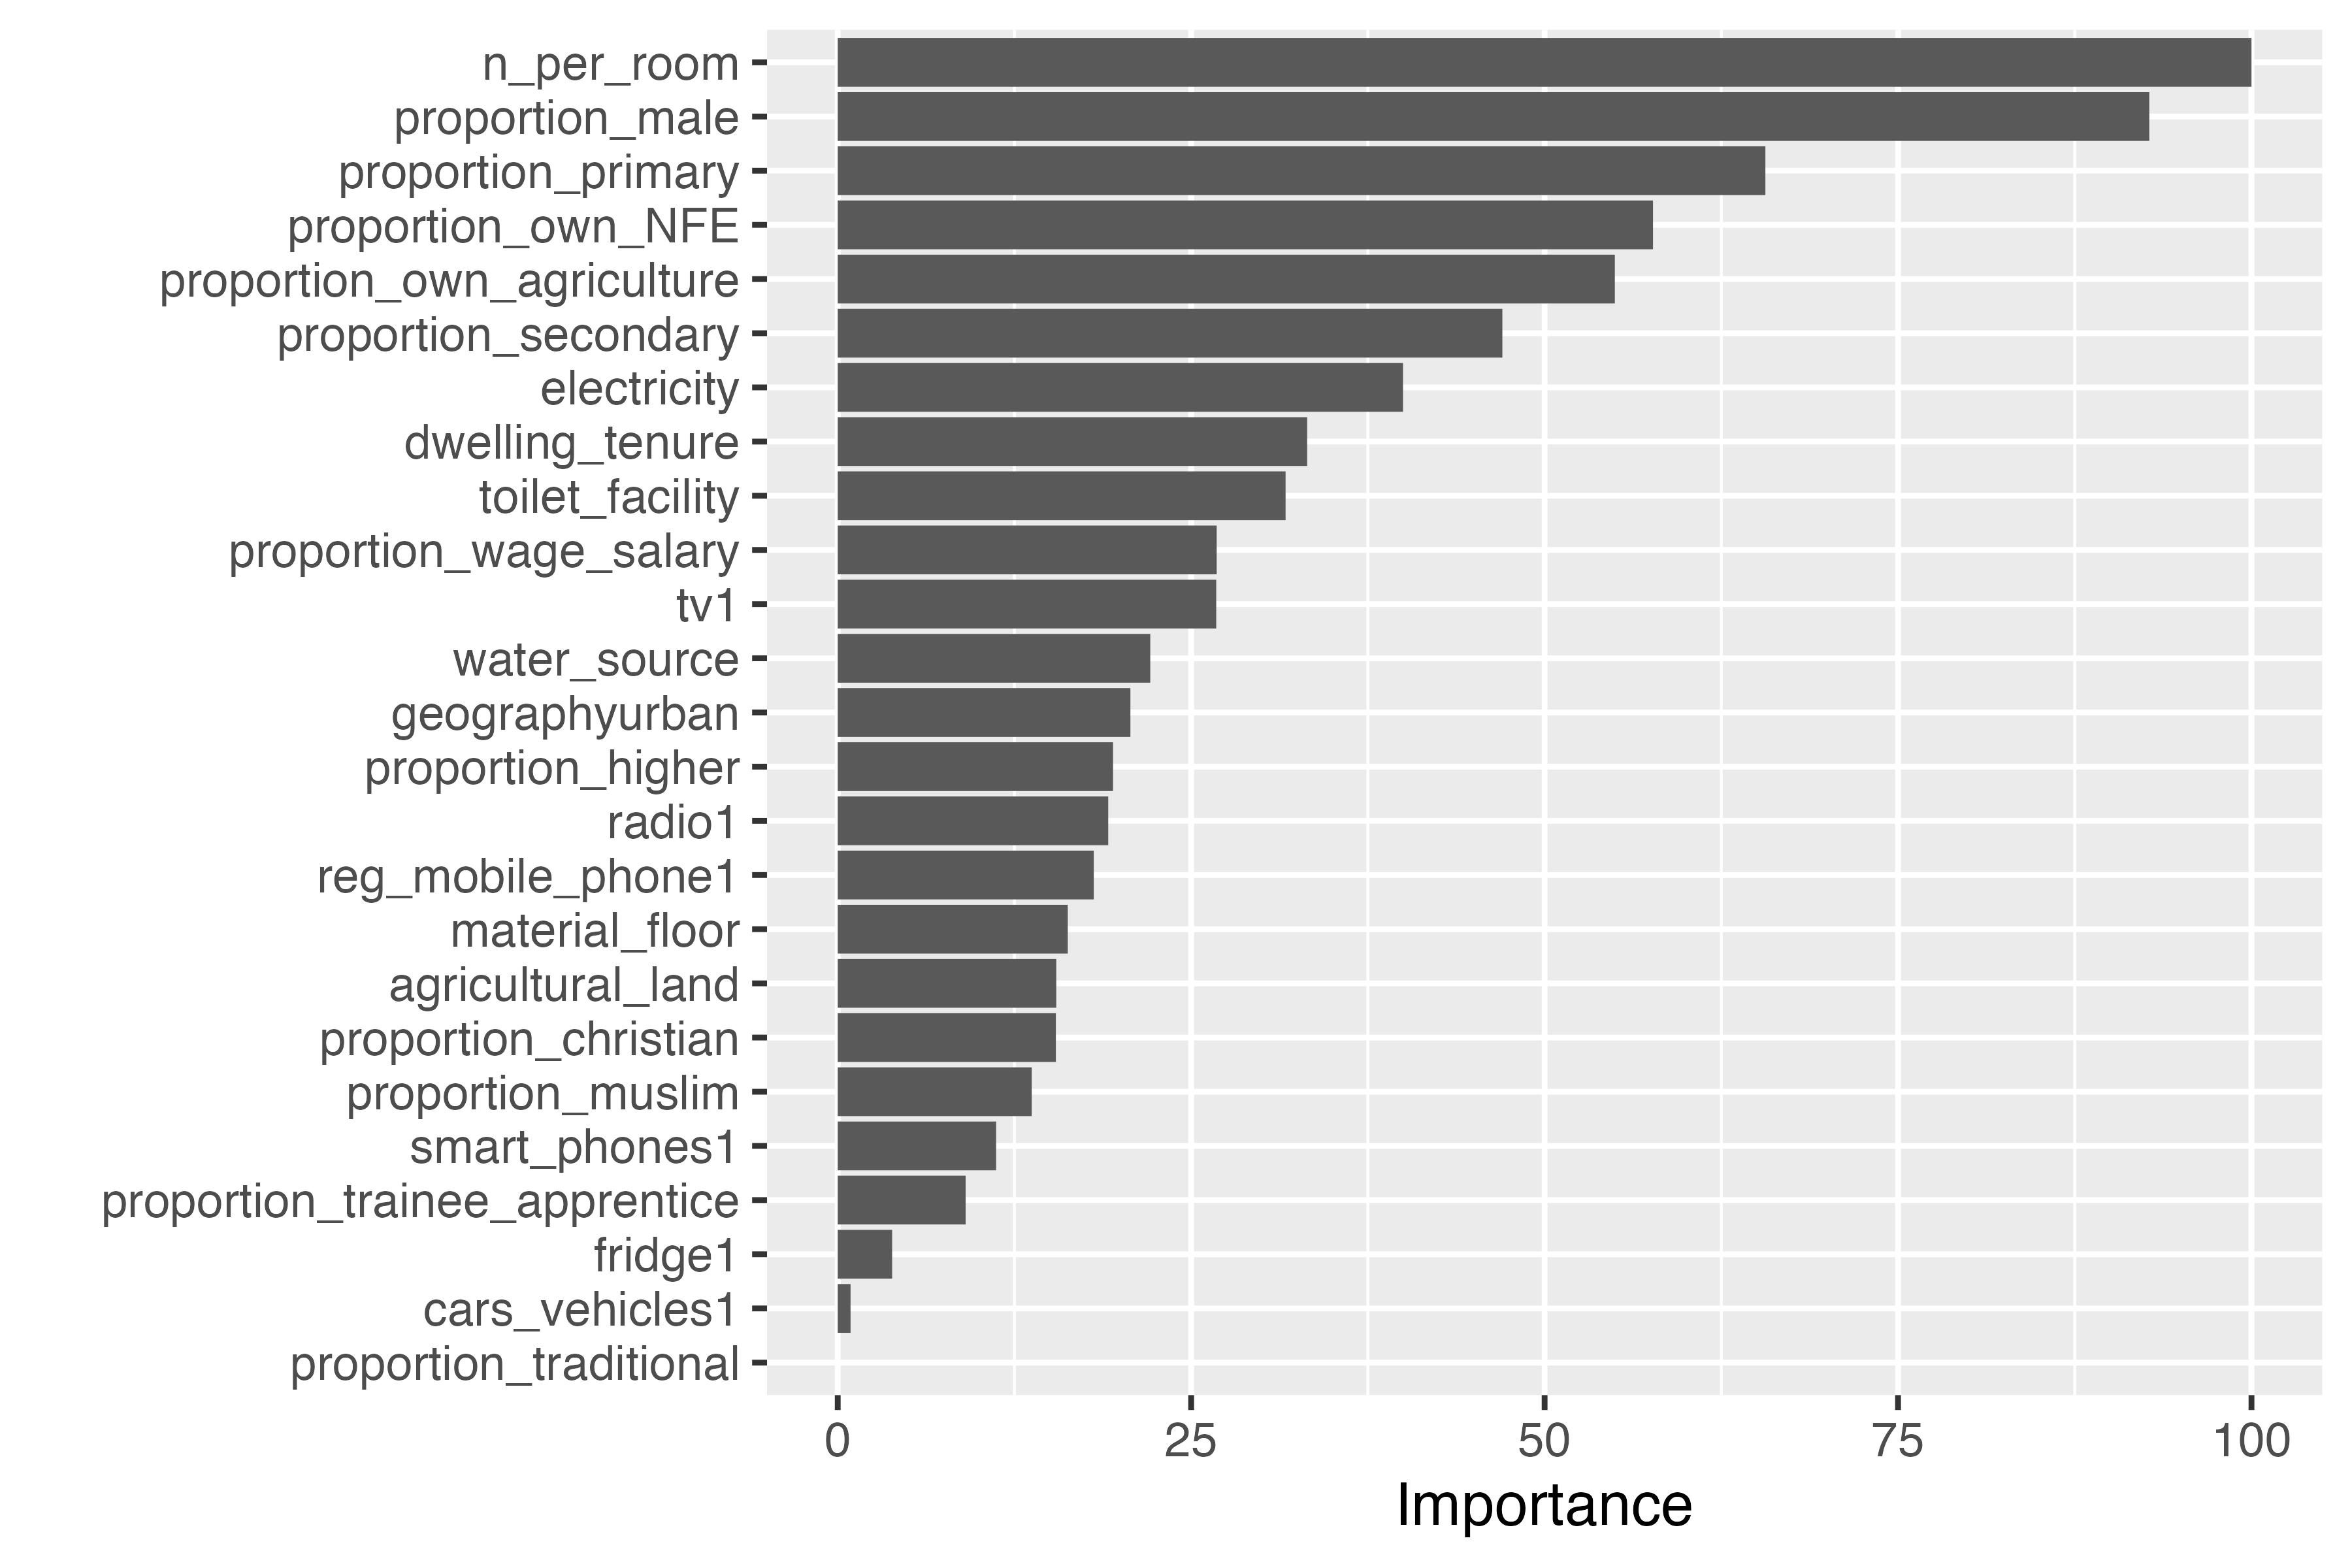 n_per_room
proportion_male
proportion_primary
proportion_own_NFE
proportion_own_agriculture
proportion_secondary
electricity
dwelling_tenure
toilet_facility
proportion_wage_salary
tv1
water_source
geographyurban
proportion_higher
radio1
reg_mobile_phone1
material_floor
agricultural_land
proportion_christian
proportion_muslim
smart_phones1
proportion_trainee_apprentice
fridge1
cars_vehicles1
proportion_traditional
0 25 50 75 100
Importance